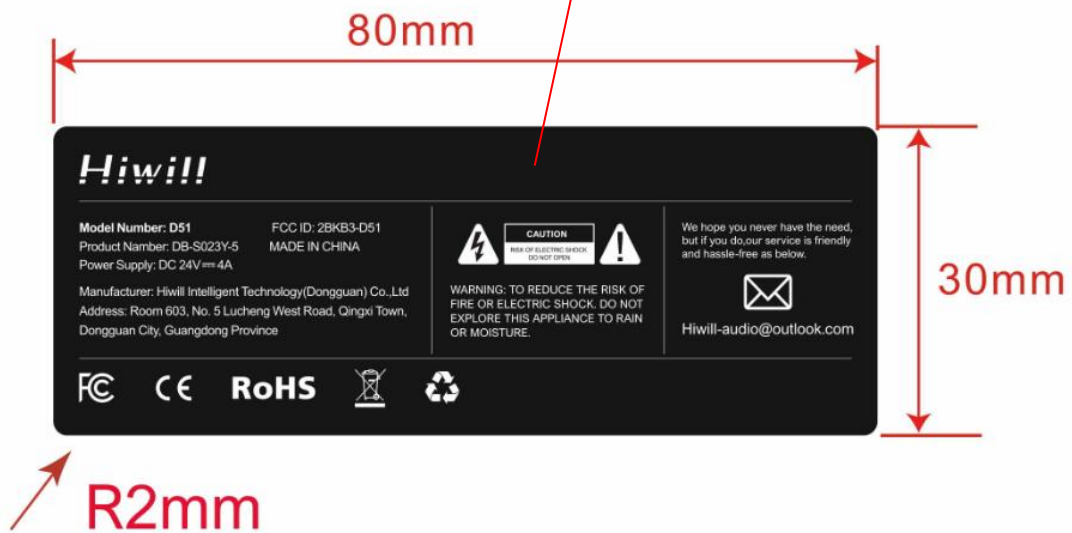 80mm
Hiwill
Model Number: D51 FCC ID: 2BKB3-D51
Product Namber: DB-S023Y-5 MADE IN CHINA
Power Supply: DC 24V⎓4A
Manufacturer: Hiwill Intelligent Technology(Dongguan) Co.,Ltd
Address: Room 603, No. 5 Lucheng West Road, Qingxi Town,
Dongguan City, Guangdong Province
CAUTION
RISK OF ELECTRIC SHOCK
DO NOT OPEN
WARNING: TO REDUCE THE RISK OF
FIRE OR ELECTRIC SHOCK. DO NOT
EXPLORE THIS APPLIANCE TO RAIN
OR MOISTURE.
We hope you never have the need,
but if you do,our service is friendly
and hassle-free as below.
Hiwill-audio@outlook.com
30mm
FC CE RoHS
R2mm